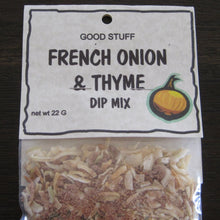 GOOD STUFF
FRENCH ONION
& THYME
DIP MIX
net wt 22 G